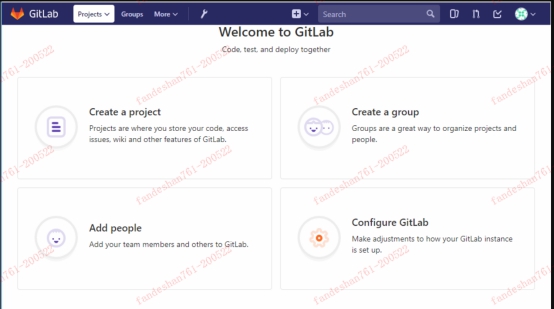 GitLab Projects Groups More Search
Welcome to GitLab
Code, test, and deploy together
Create a project
Projects are where you store your code, access
issues, wiki and other features of GitLab.
Create a group
Groups are a great way to organize projects and
people.
Add people
Add your team members and others to GitLab.
Configure GitLab
Make adjustments to how your GitLab instance
is set up.
fandeshan761-200522